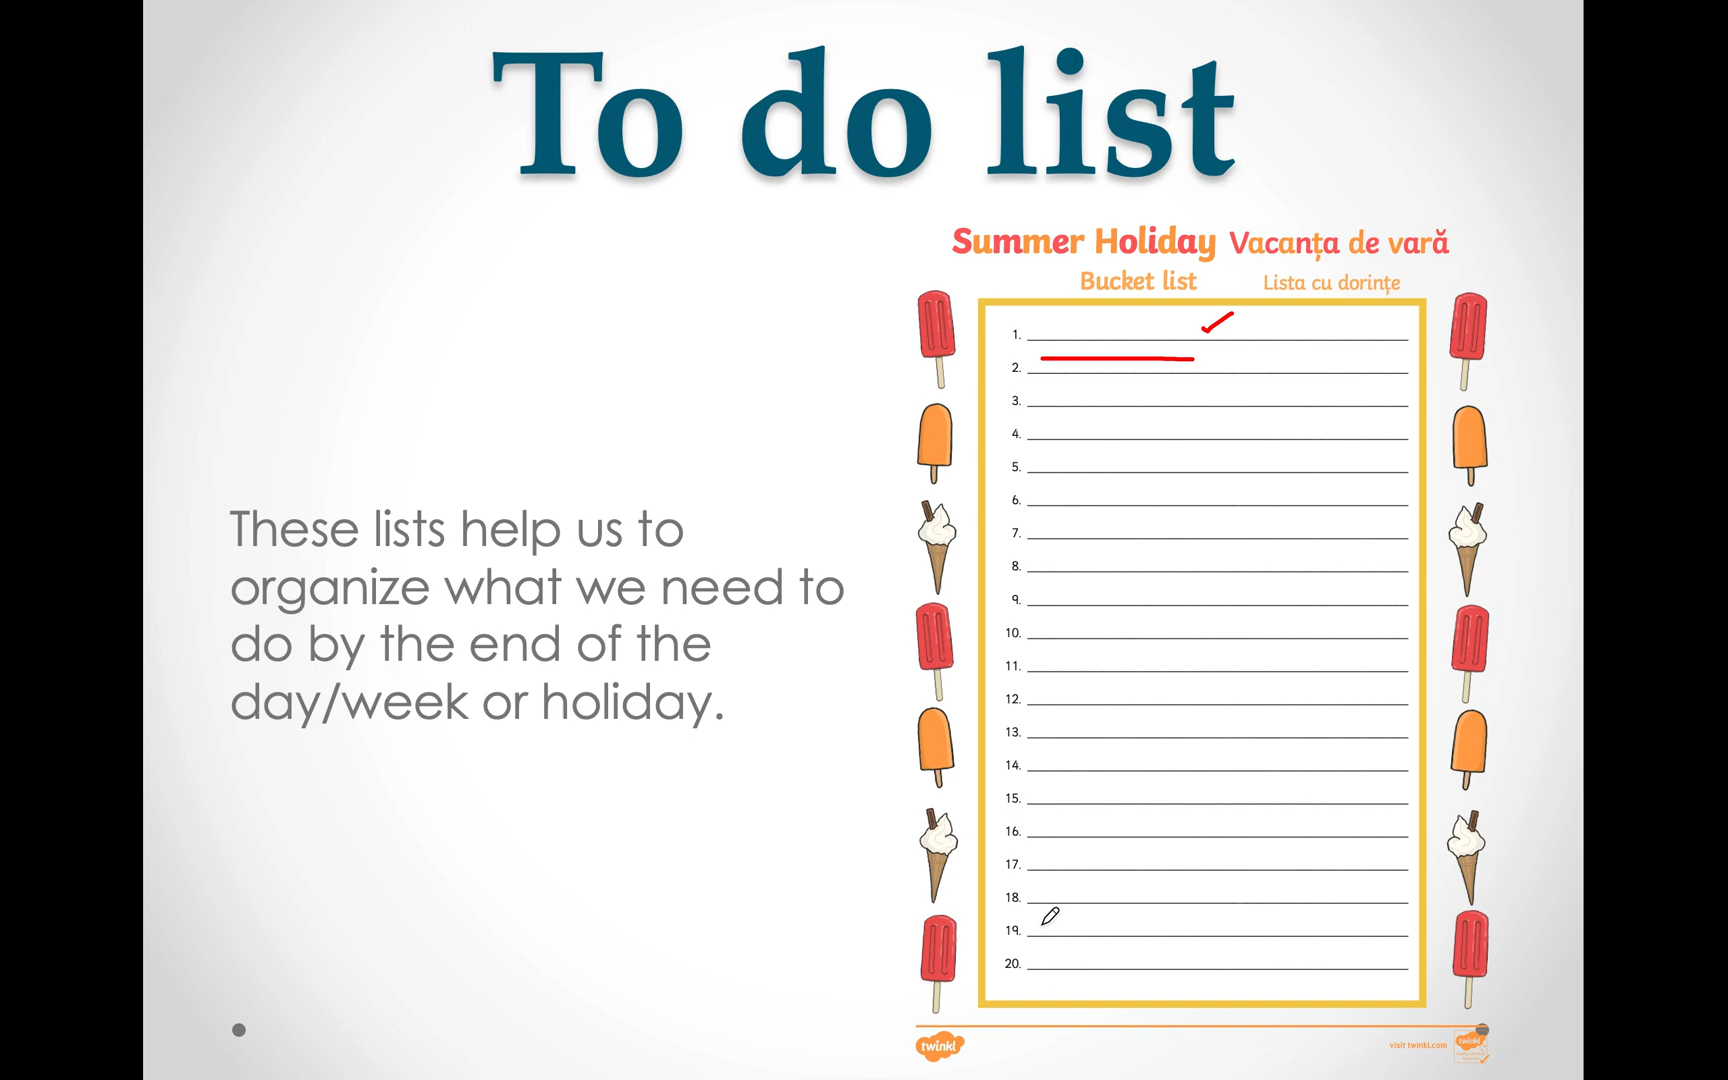 To do list
Summer Holiday Vacanța de vară
Bucket list Lista cu dorințe
These lists help us to
organize what we need to
do by the end of the
day/week or holiday.
1.
2.
3.
4.
5.
6.
7.
8.
9.
10.
11.
12.
13.
14.
15.
16.
17.
18.
19.
20.
twinkl
visit twinkl.com
twinkl